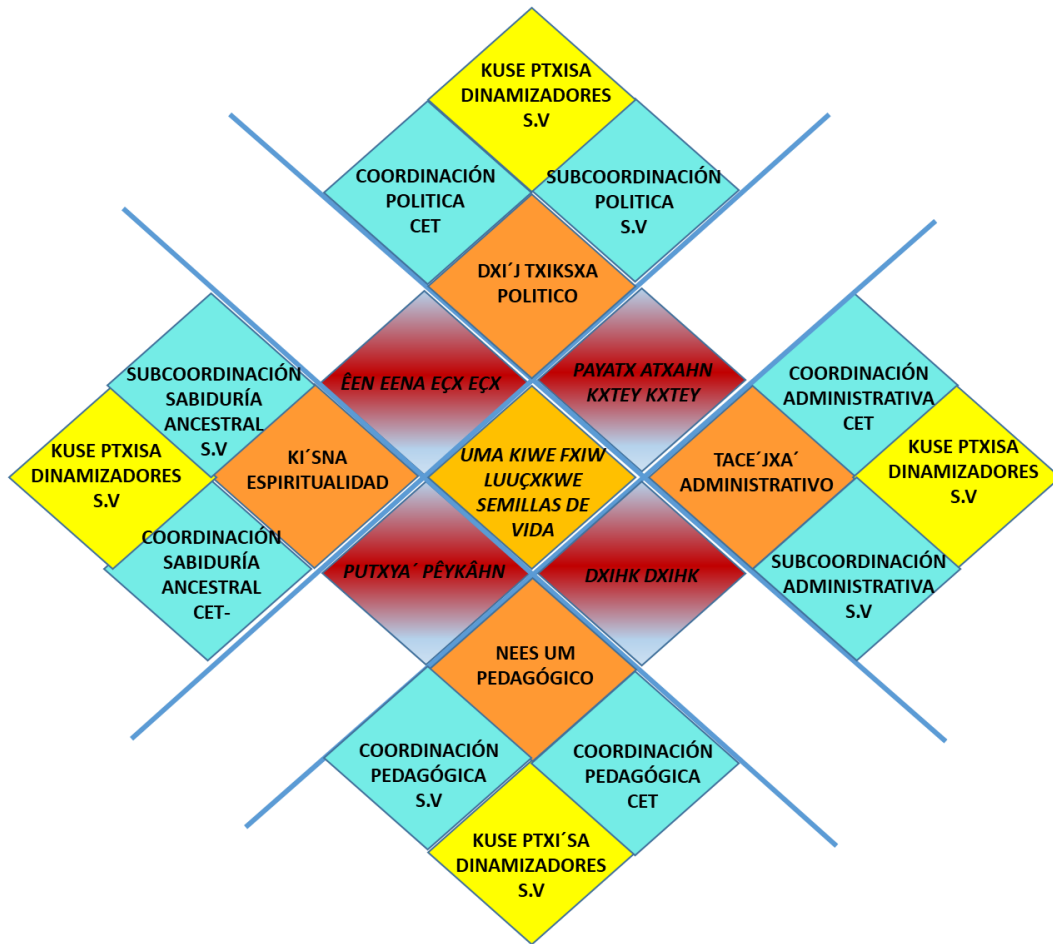 KUSE PTXISA
DINAMIZADORES
S.V
COORDINACIÓN
POLITICA
CET
SUBCOORDINACIÓN
POLITICA
S.V
DXI´J TXIKSXA
POLITICO
ÊEN EENA EÇX EÇX
PAYATX ATXAHN
KXTEY KXTEY
SUBCOORDINACIÓN
SABIDURÍA
ANCESTRAL
S.V
COORDINACIÓN
ADMINISTRATIVA
CET
KUSE PTXISA
DINAMIZADORES
S.V
KI´SNA
ESPIRITUALIDAD
UMA KIWE FXIW
LUUÇXKWE
SEMILLAS DE
VIDA
TACE´JXA´
ADMINISTRATIVO
KUSE PTXISA
DINAMIZADORES
S.V
COORDINACIÓN
SABIDURÍA
ANCESTRAL
CET-
PUTXYA´ PÊYKÂHN
DXIHK DXIHK
SUBCOORDINACIÓN
ADMINISTRATIVA
S.V
NEES UM
PEDAGÓGICO
COORDINACIÓN
PEDAGÓGICA
S.V
COORDINACIÓN
PEDAGÓGICA
CET
KUSE PTXI´SA
DINAMIZADORES
S.V